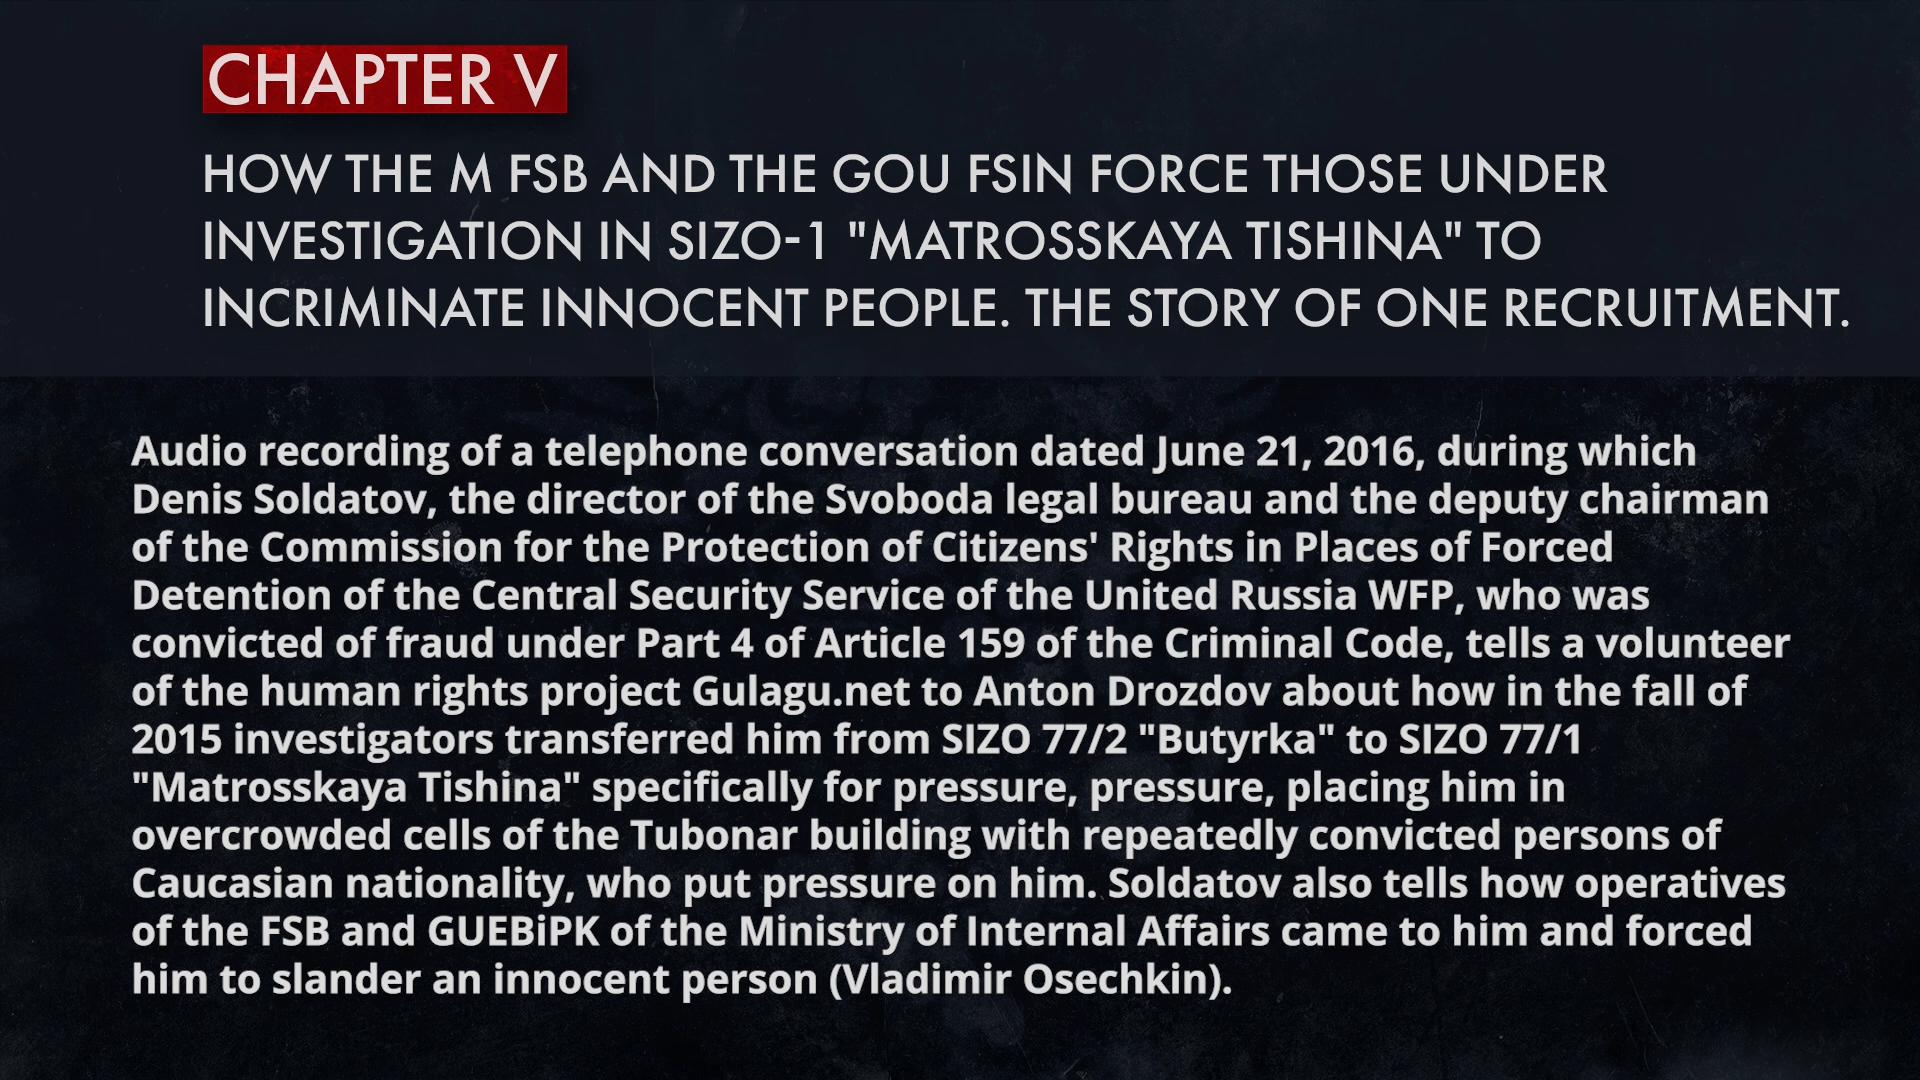 CHAPTER V
HOW THE M FSB AND THE GOU FSIN FORCE THOSE UNDER
INVESTIGATION IN SIZO-1 "MATROSSKAYA TISHINA" TO
INCRIMINATE INNOCENT PEOPLE. THE STORY OF ONE RECRUITMENT.
Audio recording of a telephone conversation dated June 21, 2016, during which
Denis Soldatov, the director of the Svoboda legal bureau and the deputy chairman
of the Commission for the Protection of Citizens' Rights in Places of Forced
Detention of the Central Security Service of the United Russia WFP, who was
convicted of fraud under Part 4 of Article 159 of the Criminal Code, tells a volunteer
of the human rights project Gulagu.net to Anton Drozdov about how in the fall of
2015 investigators transferred him from SIZO 77/2 "Butyrka" to SIZO 77/1
"Matrosskaya Tishina" specifically for pressure, pressure, placing him in
overcrowded cells of the Tubonar building with repeatedly convicted persons of
Caucasian nationality, who put pressure on him. Soldatov also tells how operatives
of the FSB and GUEBiPK of the Ministry of Internal Affairs came to him and forced
him to slander an innocent person (Vladimir Osechkin).